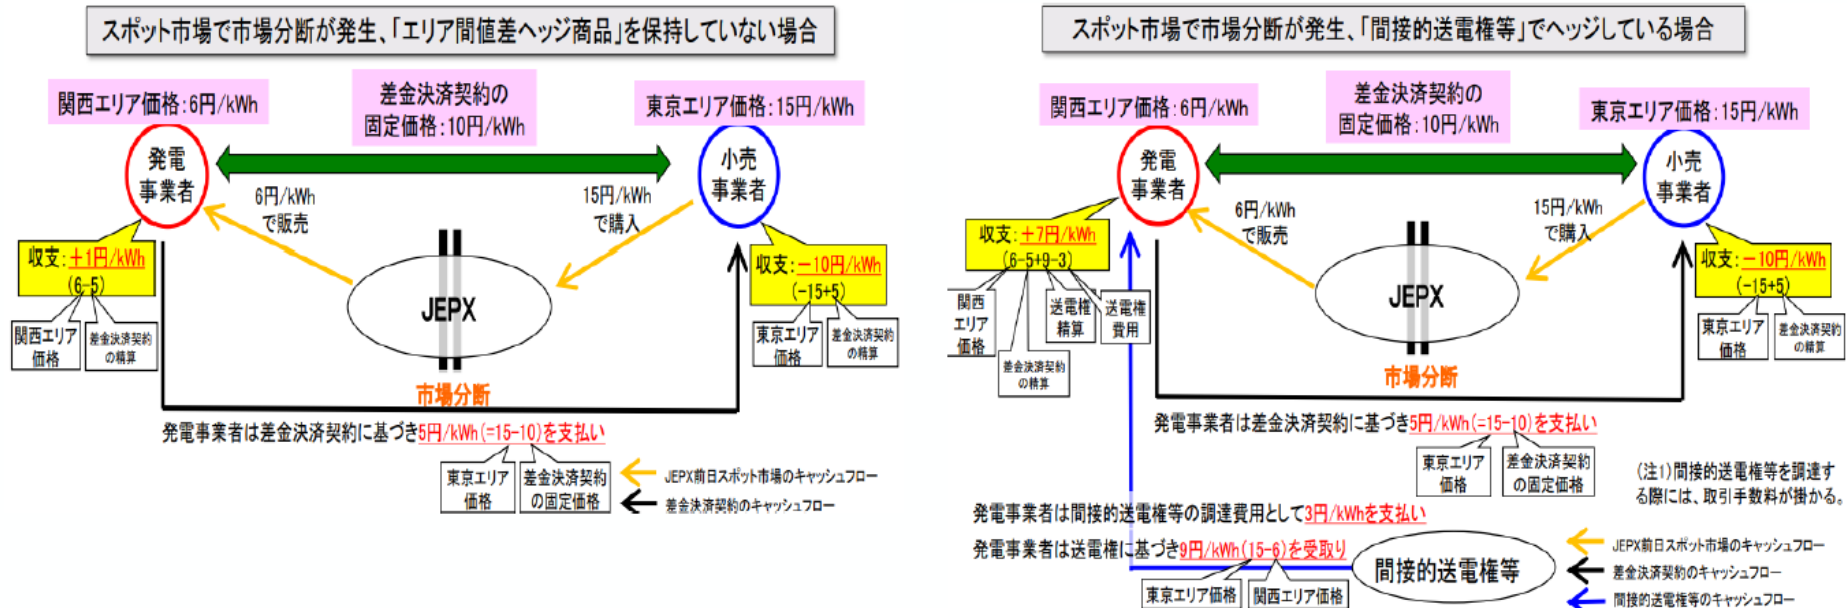 スポット市場で市場分断が発生、「エリア間値差ヘッジ商品」を保持していない場合
関西エリア価格:6円/kWh
差金決済契約の
固定価格:10円/kWh
東京エリア価格:15円/kWh
発電
事業者
小売
事業者
6円/kWh
で販売
15円/kWh
で購入
収支:+1円/kWh
(6-5)
関西エリア
価格
差金決済契約
の精算
JEPX
収支:-10円/kWh
(-15+5)
東京エリア
価格
差金決済契約
の精算
市場分断
発電事業者は差金決済契約に基づき5円/kWh(=15-10)を支払い
東京エリア
価格
差金決済契約
の固定価格
JEPX前日スポット市場のキャッシュフロー
差金決済契約のキャッシュフロー
スポット市場で市場分断が発生、「間接的送電権等」でヘッジしている場合
関西エリア価格:6円/kWh
差金決済契約の
固定価格:10円/kWh
東京エリア価格:15円/kWh
発電
事業者
小売
事業者
6円/kWh
で販売
15円/kWh
で購入
収支:+7円/kWh
(6-5+9-3)
関西
エリア
価格
差金決済契約
の精算
送電権
精算
送電権
費用
JEPX
収支:-10円/kWh
(-15+5)
東京エリア
価格
差金決済契約
の精算
市場分断
発電事業者は差金決済契約に基づき5円/kWh(=15-10)を支払い
東京エリア
価格
差金決済契約
の固定価格
(注1)間接的送電権等を調達す
る際には、取引手数料が掛かる。
発電事業者は間接的送電権等の調達費用として3円/kWhを支払い
発電事業者は送電権に基づき9円/kWh(15-6)を受取り
東京エリア価格
関西エリア価格
間接的送電権等
JEPX前日スポット市場のキャッシュフロー
差金決済契約のキャッシュフロー
間接的送電権等のキャッシュフロー